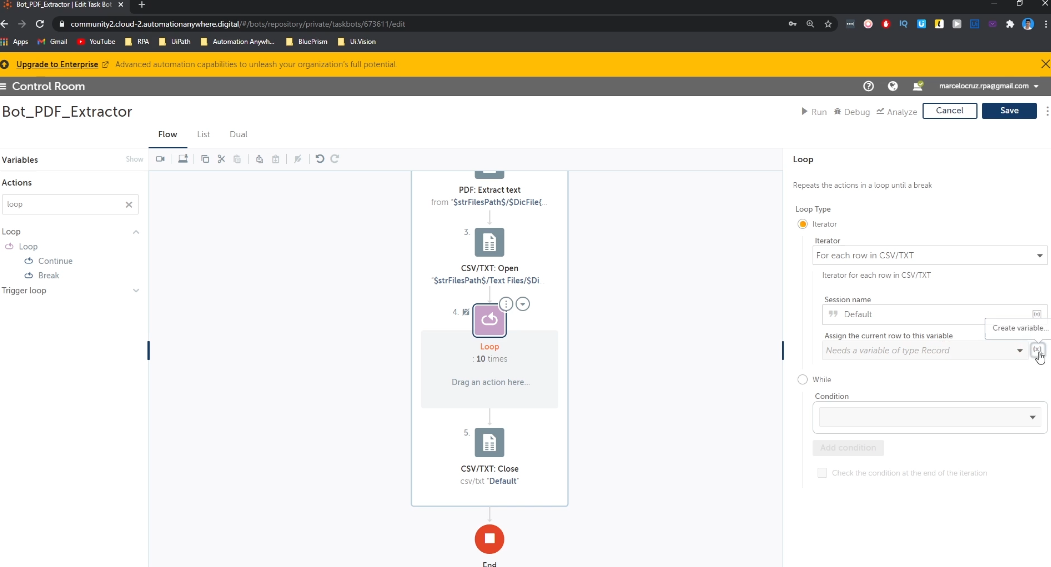 Bot_PDF_Extractor | Edit Task Bot
community2.cloud-2.automationanywhere.digital/#/bots/repository/private/taskbots/673611/edit
Apps Gmail YouTube RPA UiPath Automation Anywh... BluePrism UI.Vision
Upgrade to Enterprise Advanced automation capabilities to unleash your organization's full potential
Control Room
marcelocruz.rpa@gmail.com
Bot_PDF_Extractor
Run Debug Analyze Cancel Save
Flow List Dual
Variables Show
Actions
loop
Loop
Loop
Continue
Break
Trigger loop
PDF: Extract text
from "$strFilesPath$/$DicFile{...
3.
CSV/TXT: Open
"$strFilesPath$/Text Files/$Di
4.
Loop
: 10 times
Drag an action here...
5.
CSV/TXT: Close
csv/txt "Default"
End
Loop
Repeats the actions in a loop until a break
Loop Type
Iterator
Iterator
For each row in CSV/TXT
Iterator for each row in CSV/TXT
Session name
Default
(x)
Create variable...
Assign the current row to this variable
Needs a variable of type Record
(x)
While
Condition
Add condition
Check the condition at the end of the iteration